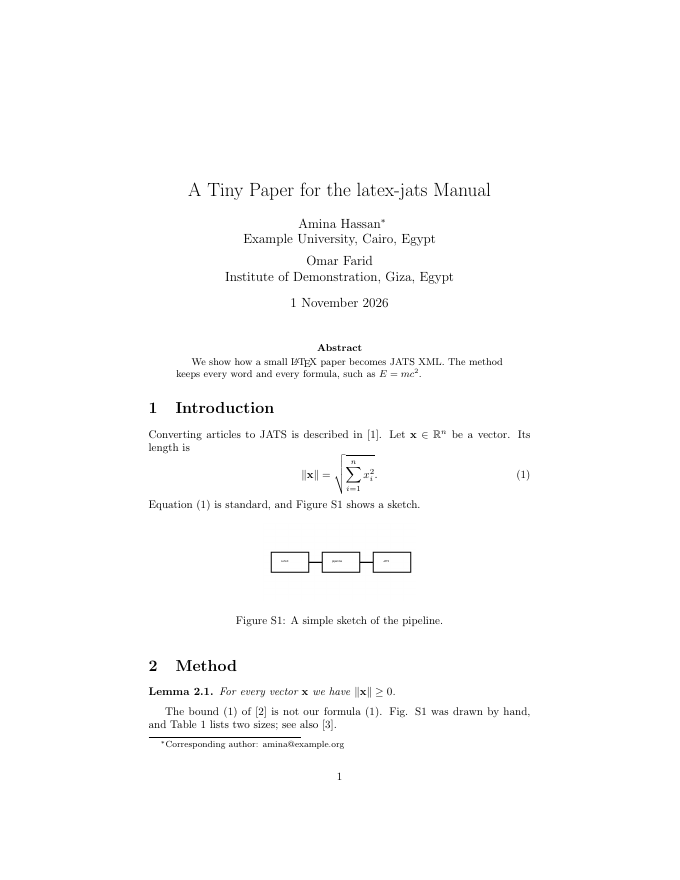 A Tiny Paper for the latex-jats Manual
Amina Hassan*
Example University, Cairo, Egypt
Omar Farid
Institute of Demonstration, Giza, Egypt
1 November 2026
Abstract
We show how a small LATEX paper becomes JATS XML. The method
keeps every word and every formula, such as E = mc².
1 Introduction
Converting articles to JATS is described in [1]. Let x ∈ ℝⁿ be a vector. Its
length is
‖x‖ = √(∑_{i=1}^{n} x_i²). (1)
Equation (1) is standard, and Figure S1 shows a sketch.
Figure S1: A simple sketch of the pipeline.
2 Method
Lemma 2.1. For every vector x we have ‖x‖ ≥ 0.
The bound (1) of [2] is not our formula (1). Fig. S1 was drawn by hand,
and Table 1 lists two sizes; see also [3].
*Corresponding author: amina@example.org
1